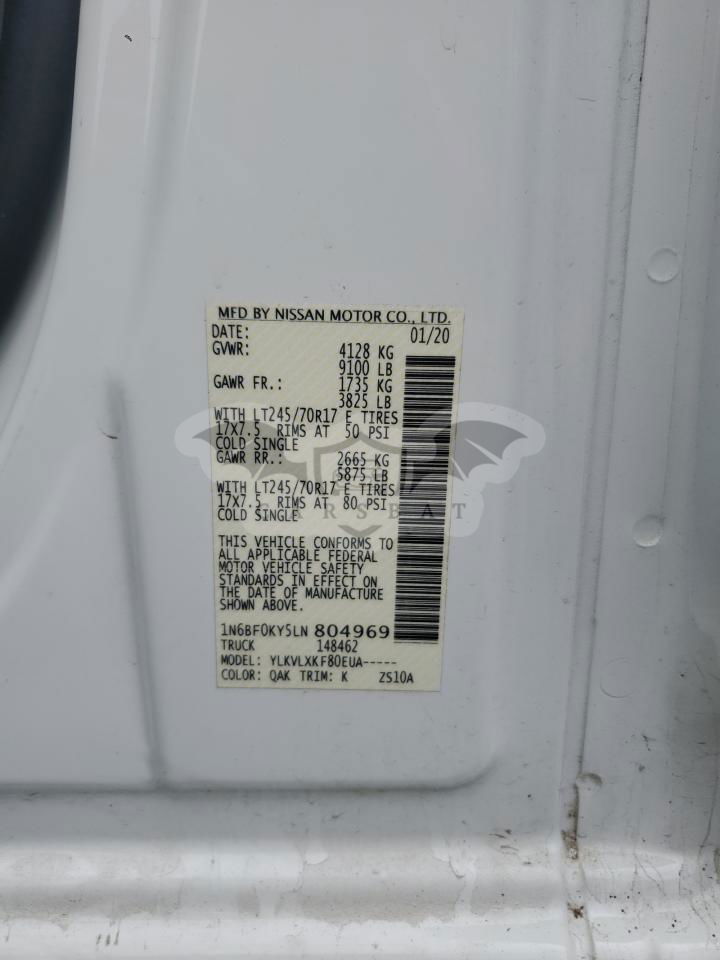 MFD BY NISSAN MOTOR CO., LTD.
DATE: 01/20
GVWR: 4128 KG
9100 LB
GAWR FR.: 1735 KG
3825 LB
WITH LT245/70R17 E TIRES
17X7.5 RIMS AT 50 PSI
COLD SINGLE
GAWR RR.: 2665 KG
5875 LB
WITH LT245/70R17 E TIRES
17X7.5 RIMS AT 80 PSI
COLD SINGLE
CARSBAT
THIS VEHICLE CONFORMS TO
ALL APPLICABLE FEDERAL
MOTOR VEHICLE SAFETY
STANDARDS IN EFFECT ON
THE DATE OF MANUFACTURE
SHOWN ABOVE.
1N6BF0KY5LN 804969
TRUCK 148462
MODEL: YLKVLXKF80EUA-----
COLOR: QAK TRIM: K ZS10A